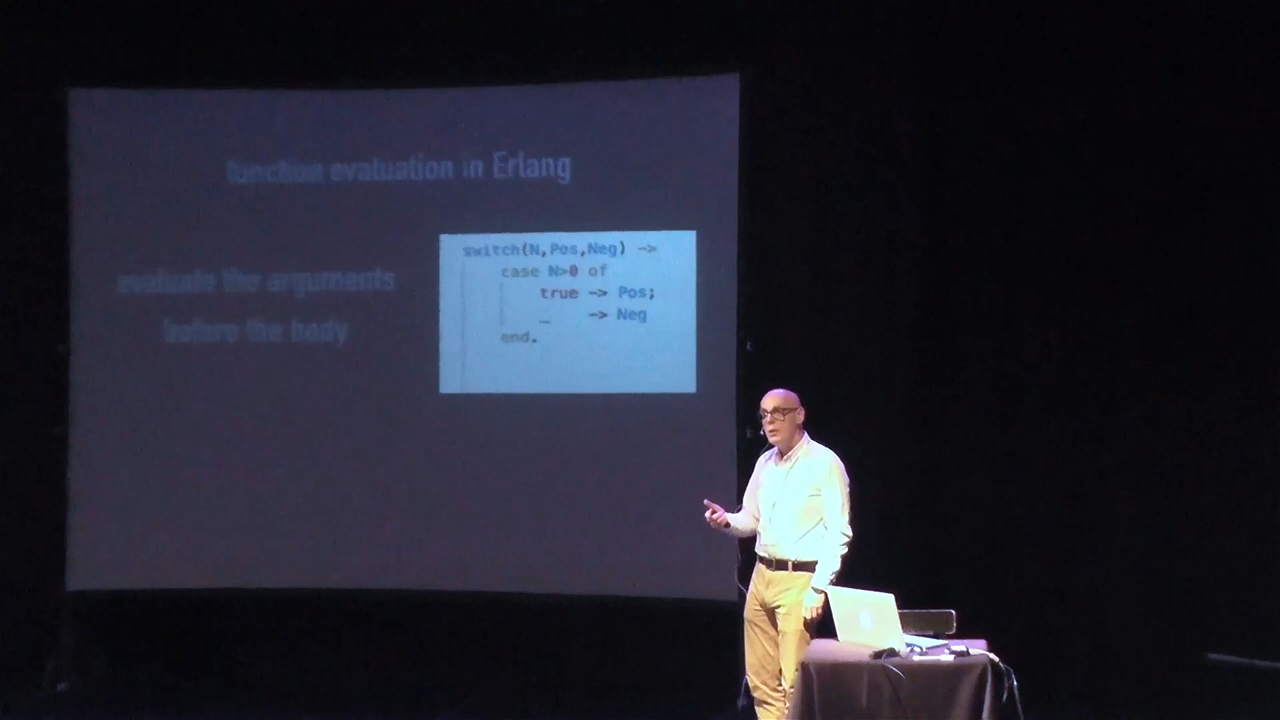 function evaluation in Erlang
evaluate the arguments
before the body
switch(N,Pos,Neg) ->
case N>0 of
true -> Pos;
_ -> Neg
end.